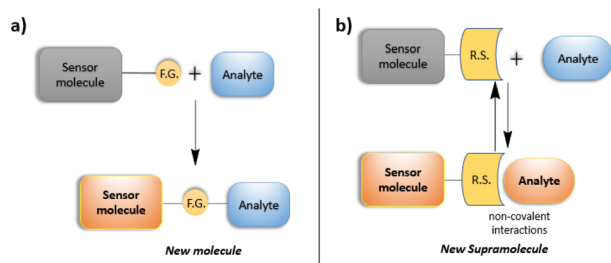 a)
Sensor
molecule
F.G.
+
Analyte
Sensor
molecule
F.G.
Analyte
New molecule
b)
Sensor
molecule
R.S.
+
Analyte
Sensor
molecule
R.S.
Analyte
non-covalent
interactions
New Supramolecule